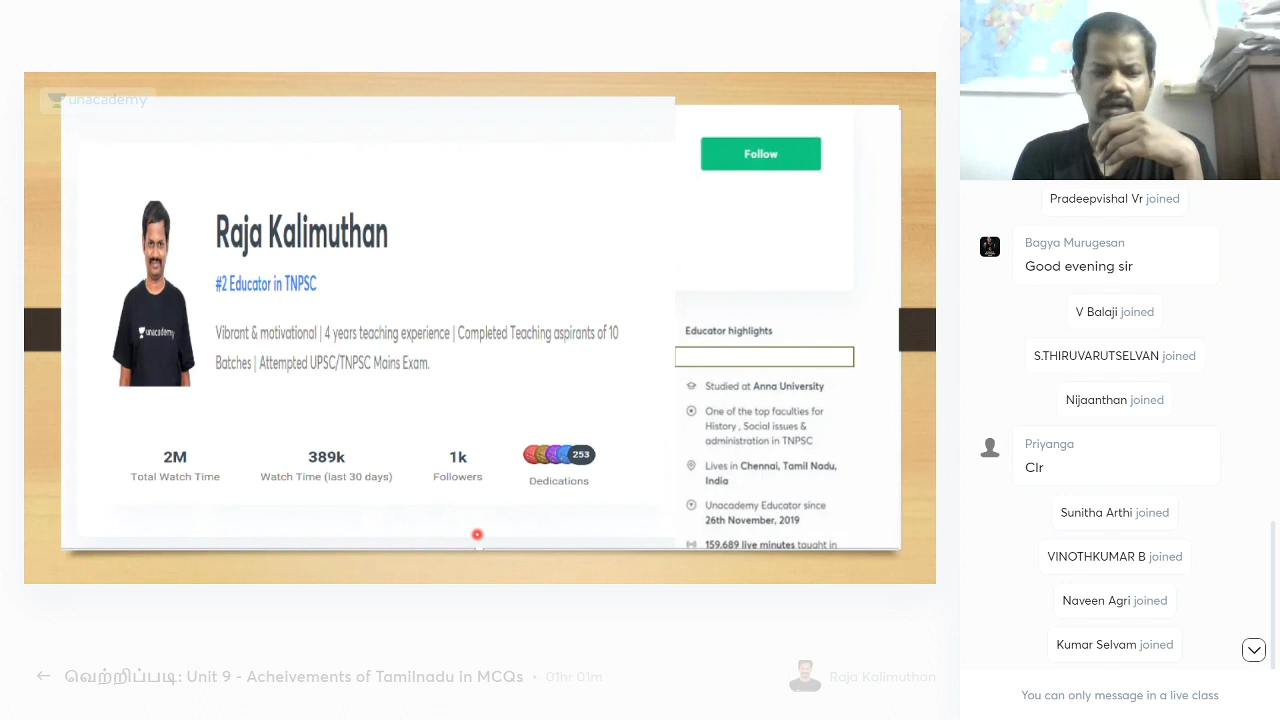 unacademy
Follow
Raja Kalimuthan
#2 Educator in TNPSC
Vibrant & motivational | 4 years teaching experience | Completed Teaching aspirants of 10
Batches | Attempted UPSC/TNPSC Mains Exam.
unacademy
2M
Total Watch Time
389k
Watch Time (last 30 days)
1k
Followers
253
Dedications
Educator highlights
Studied at Anna University
One of the top faculties for
History , Social issues &
administration in TNPSC
Lives in Chennai, Tamil Nadu,
India
Unacademy Educator since
26th November, 2019
159,689 live minutes taught in
வெற்றிப்படி: Unit 9 - Acheivements of Tamilnadu in MCQs • 01hr 01m
Raja Kalimuthan
Pradeepvishal Vr joined
Bagya Murugesan
Good evening sir
V Balaji joined
S.THIRUVARUTSELVAN joined
Nijaanthan joined
Priyanga
Clr
Sunitha Arthi joined
VINOTHKUMAR B joined
Naveen Agri joined
Kumar Selvam joined
You can only message in a live class